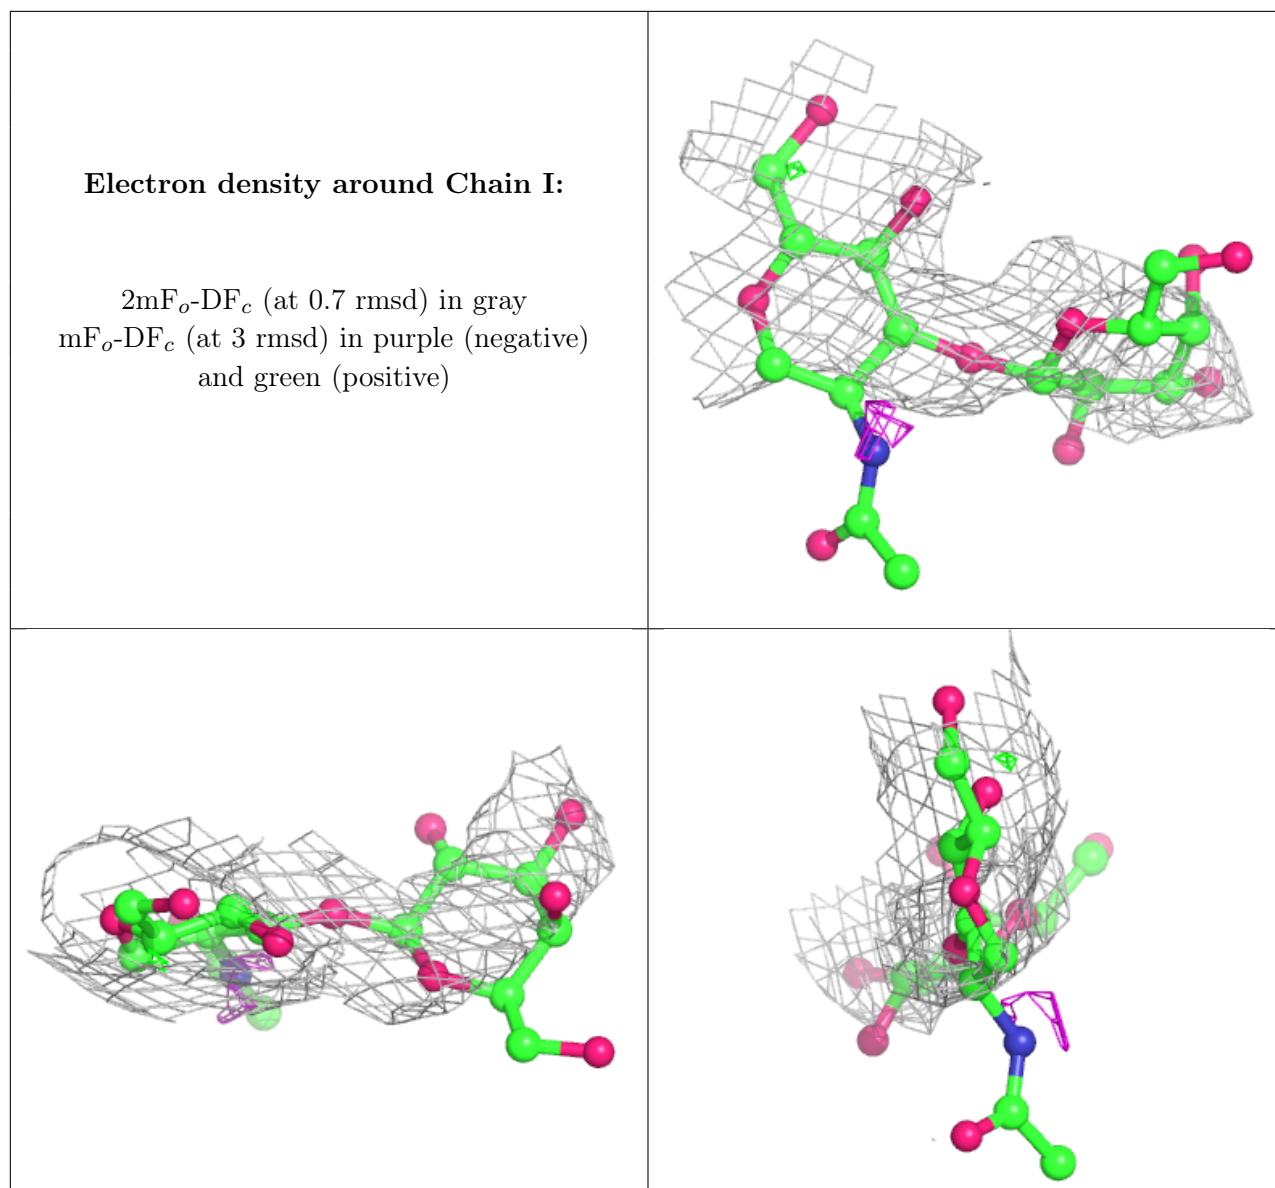 Electron density around Chain I:
2mFo-DFc (at 0.7 rmsd) in gray
mFo-DFc (at 3 rmsd) in purple (negative)
and green (positive)